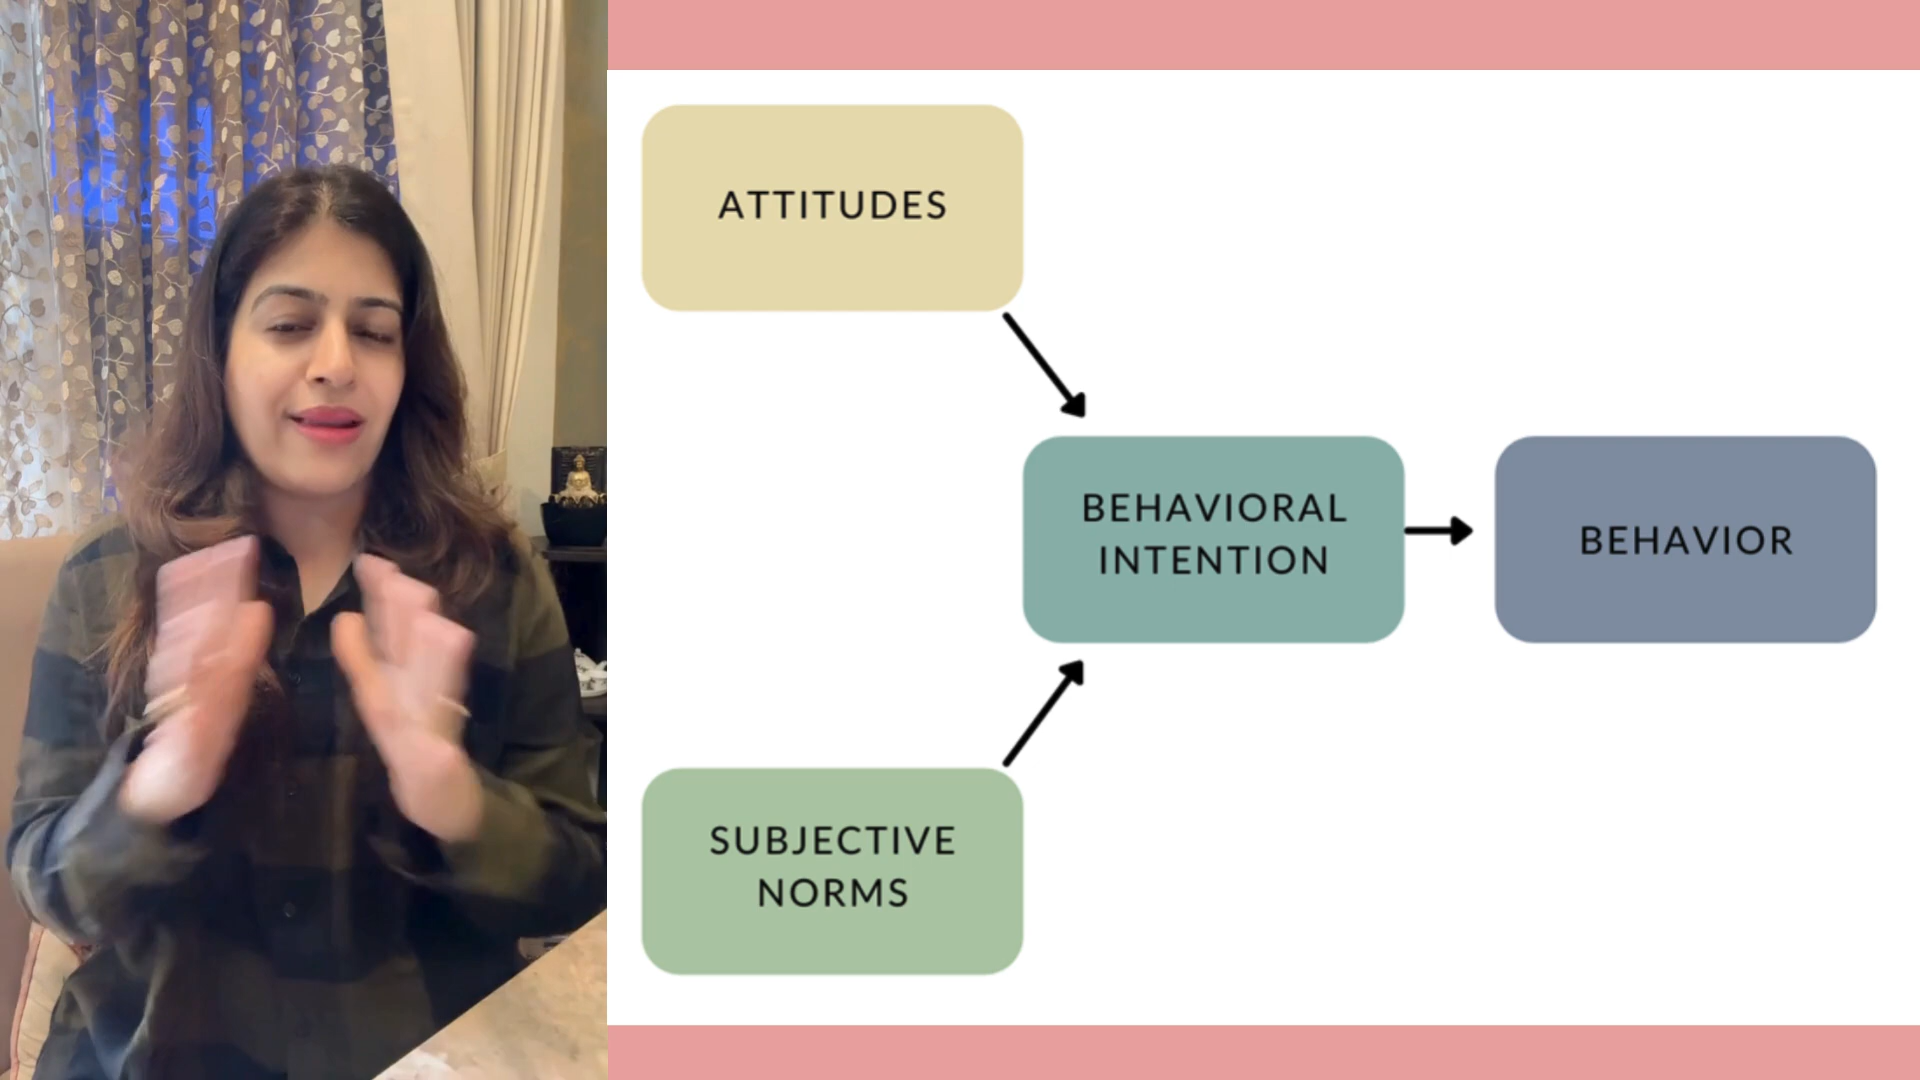 ATTITUDES
BEHAVIORAL
INTENTION
BEHAVIOR
SUBJECTIVE
NORMS